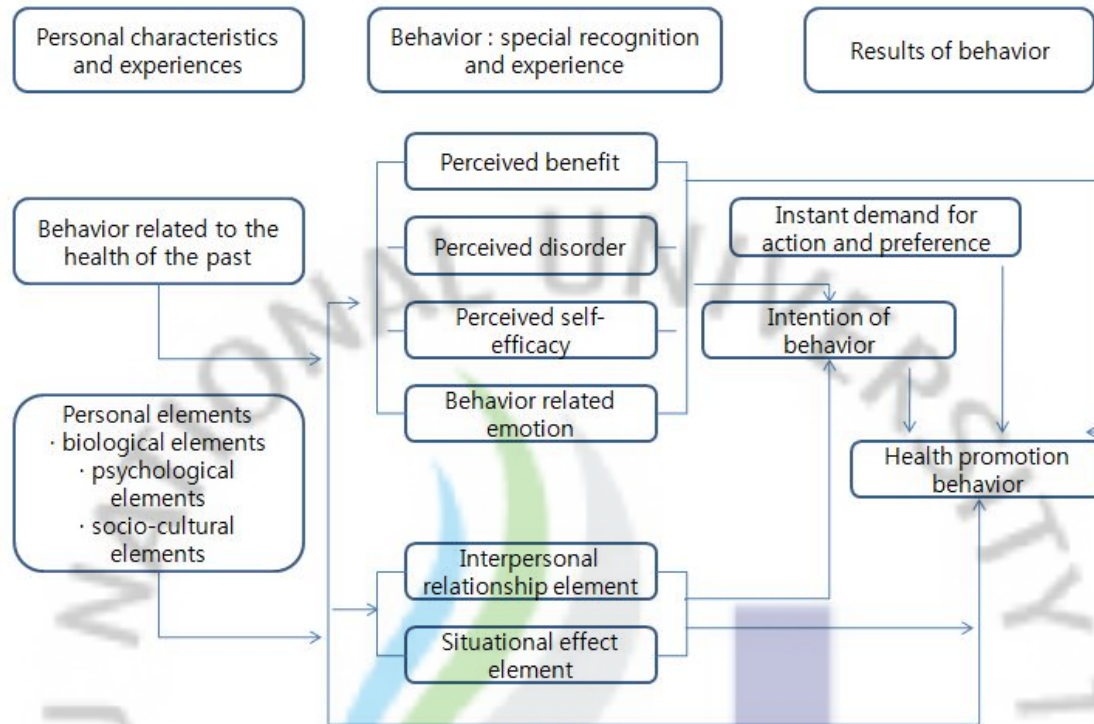 Personal characteristics
and experiences
Behavior : special recognition
and experience
Results of behavior
Perceived benefit
Behavior related to the
health of the past
Perceived disorder
Instant demand for
action and preference
Perceived self-
efficacy
Intention of
behavior
Personal elements
· biological elements
· psychological
elements
· socio-cultural
elements
Behavior related
emotion
Health promotion
behavior
Interpersonal
relationship element
Situational effect
element
NATIONAL UNIVERSITY